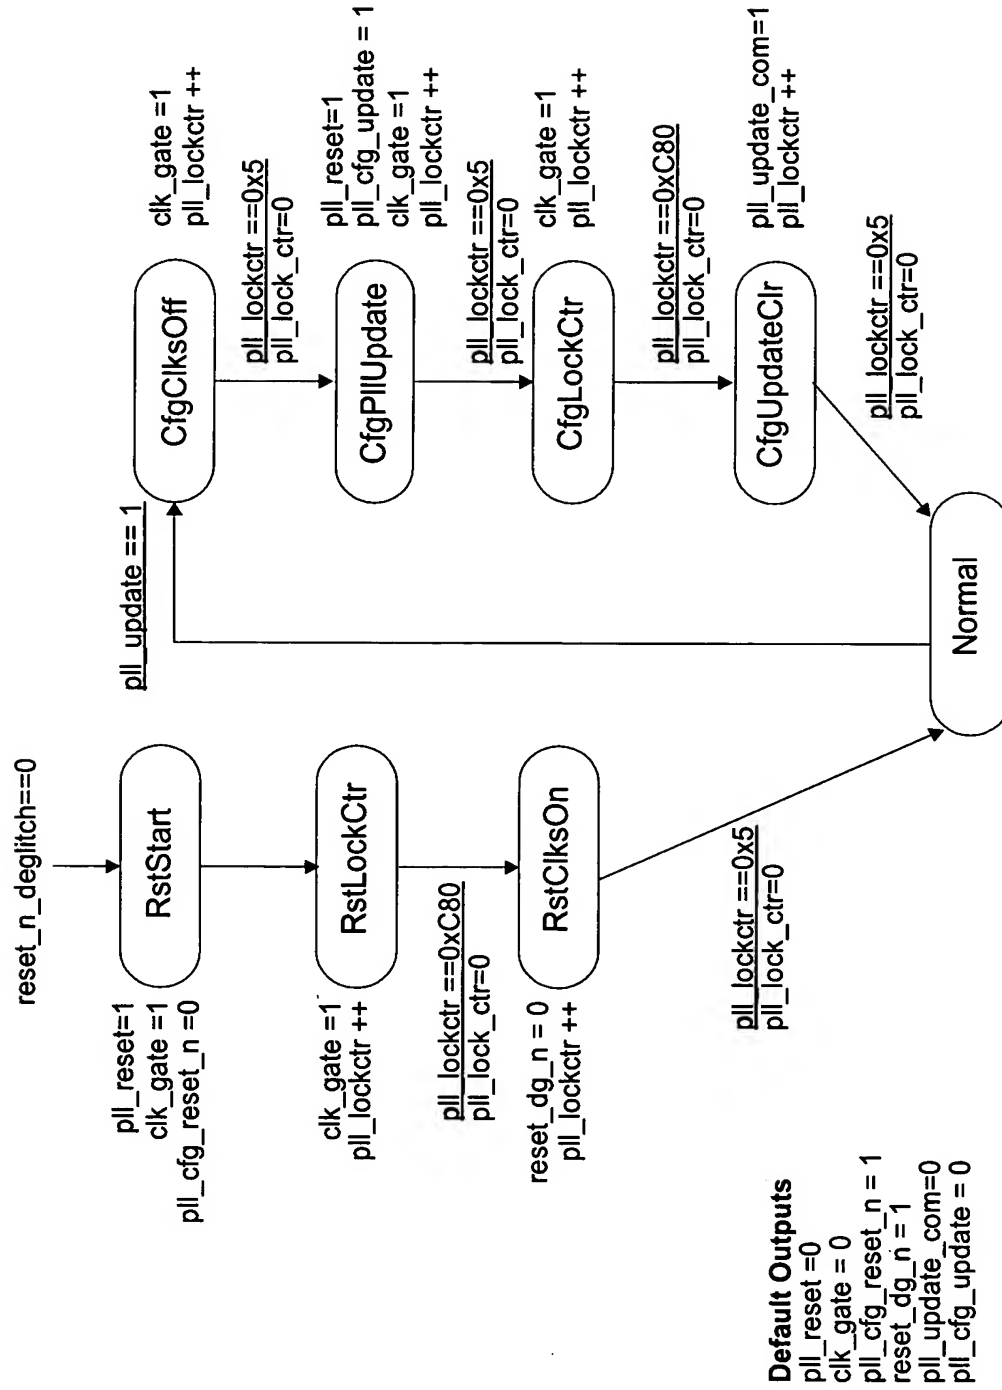 reset_n_deglitch==0
pll_reset=1
clk_gate =1
pll_cfg_reset_n =0
RstStart
clk_gate =1
pll_lockctr ++
RstLockCtr
pll_lockctr ==0xC80
pll_lock_ctr=0
reset_dg_n = 0
pll_lockctr ++
RstClksOn
pll_lockctr ==0x5
pll_lock_ctr=0
Normal
pll_update == 1
CfgClksOff
clk_gate =1
pll_lockctr ++
pll_lockctr ==0x5
pll_lock_ctr=0
CfgPllUpdate
pll_reset=1
pll_cfg_update = 1
clk_gate =1
pll_lockctr ++
pll_lockctr ==0x5
pll_lock_ctr=0
CfgLockCtr
clk_gate =1
pll_lockctr ++
pll_lockctr ==0xC80
pll_lock_ctr=0
CfgUpdateClr
pll_update_com=1
pll_lockctr ++
pll_lockctr ==0x5
pll_lock_ctr=0
Default Outputs
pll_reset =0
clk_gate = 0
pll_cfg_reset_n = 1
reset_dg_n = 1
pll_update_com=0
pll_cfg_update = 0